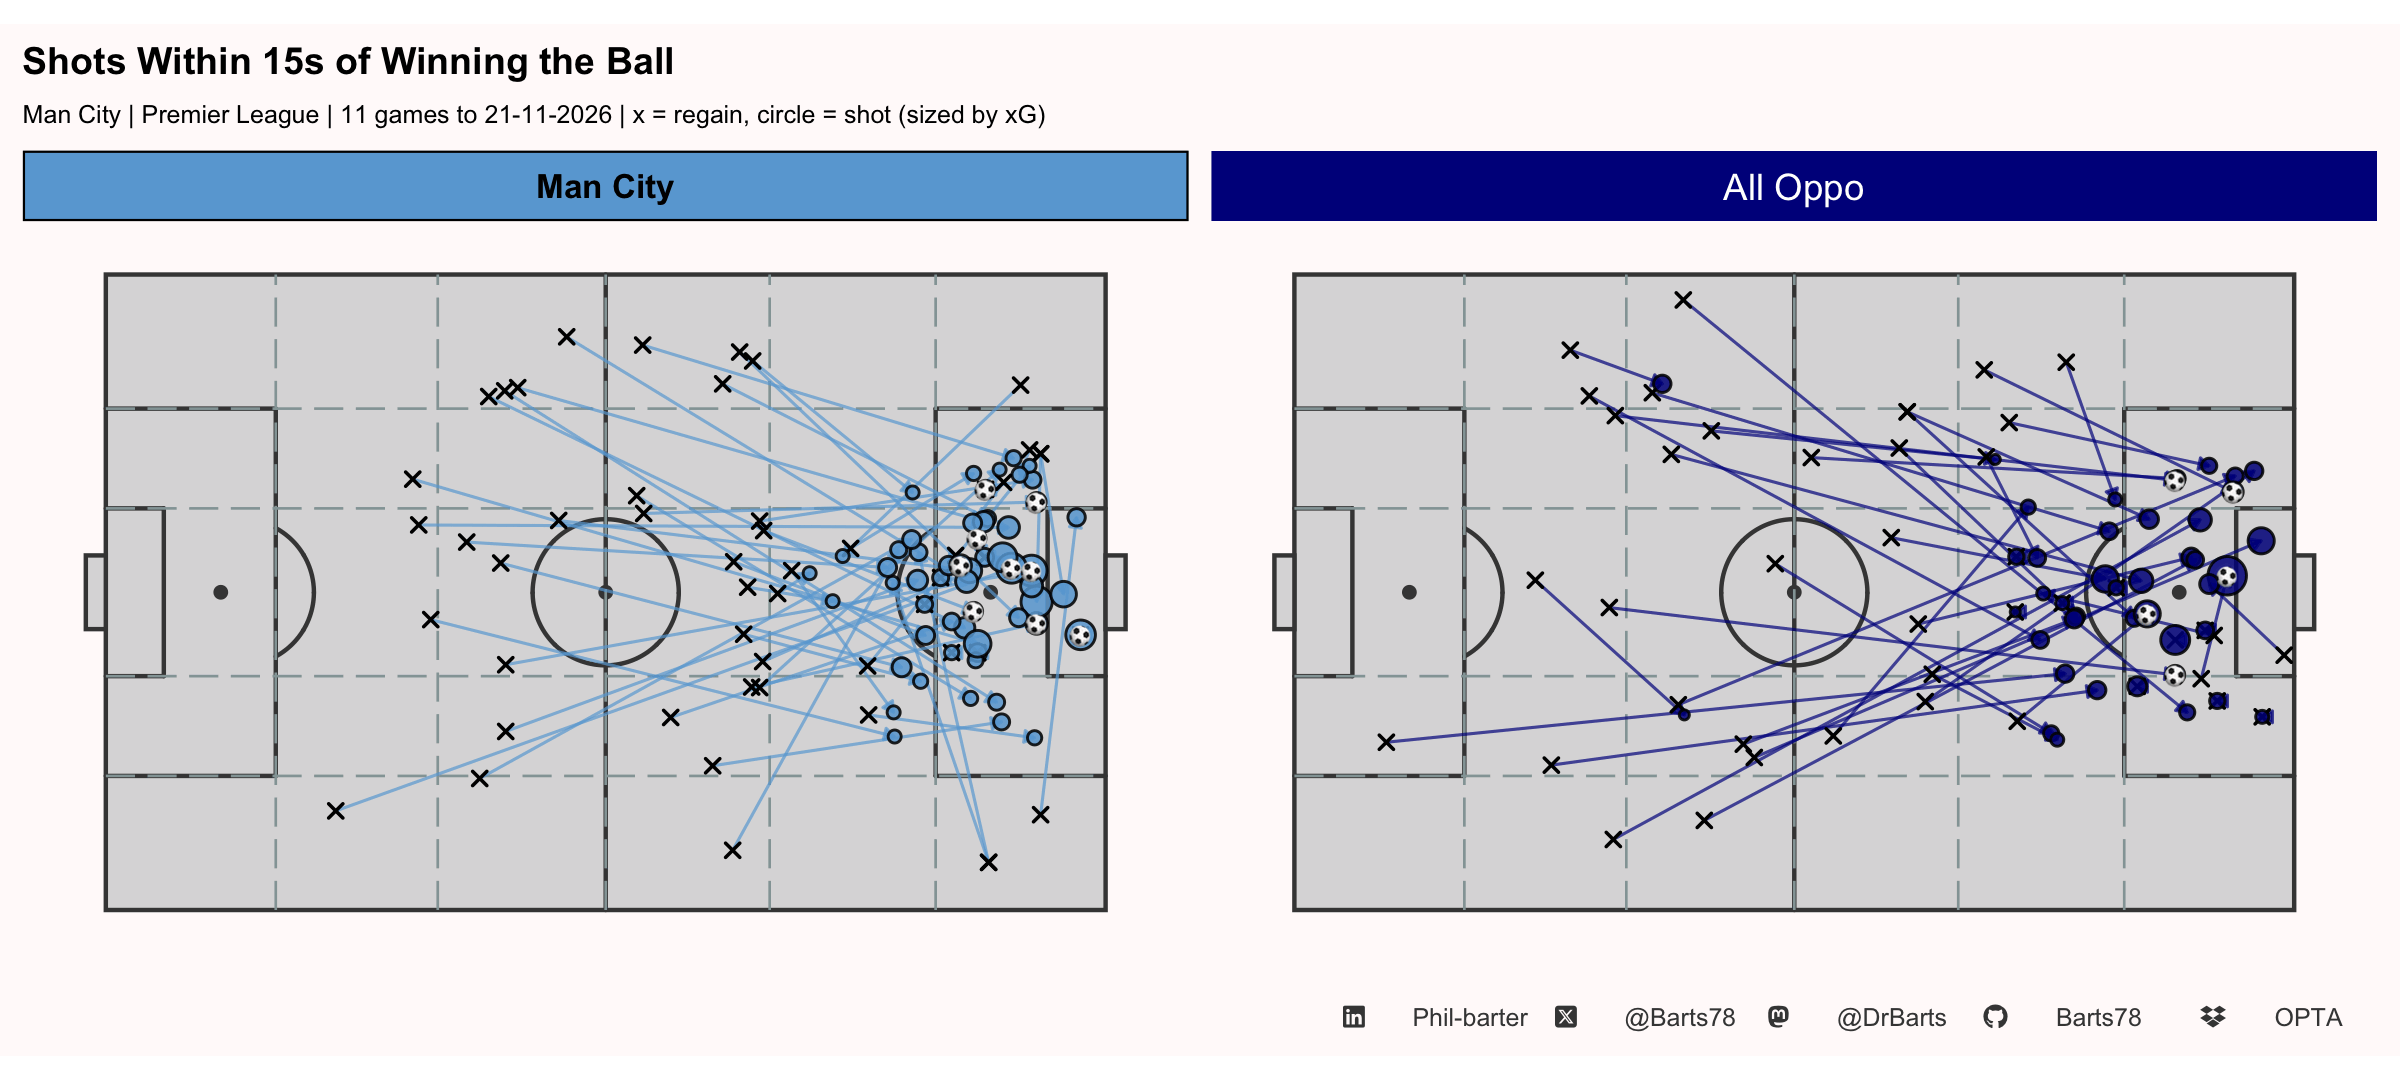 Shots Within 15s of Winning the Ball
Man City | Premier League | 11 games to 21-11-2026 | x = regain, circle = shot (sized by xG)
Man City
All Oppo
Phil-barter @Barts78 @DrBarts Barts78 OPTA